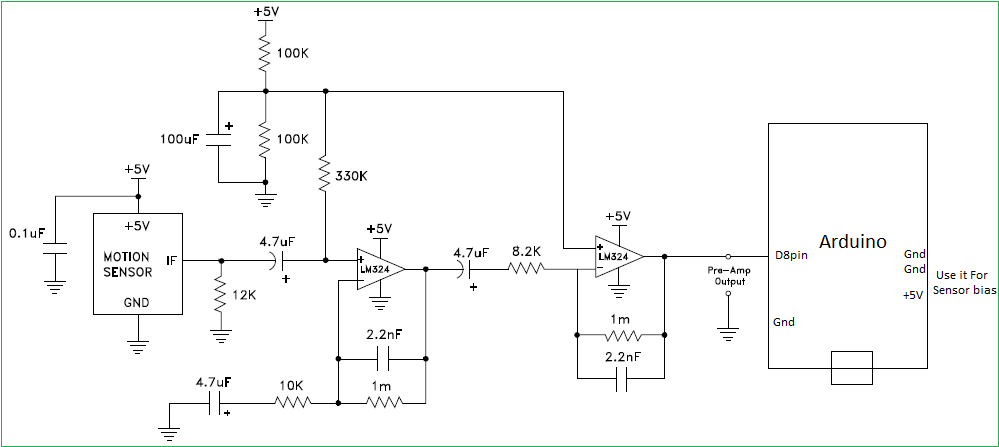 +5V
100K
100uF
+
100K
330K
+5V
0.1uF
+5V
MOTION
SENSOR
IF
GND
12K
4.7uF
+
+5V
+
LM324
−
4.7uF
+
8.2K
+5V
+
LM324
−
2.2nF
1m
4.7uF
+
10K
1m
2.2nF
Pre-Amp
Output
D8pin
Arduino
Gnd
Gnd
+5V
Use it For
Sensor bias
Gnd